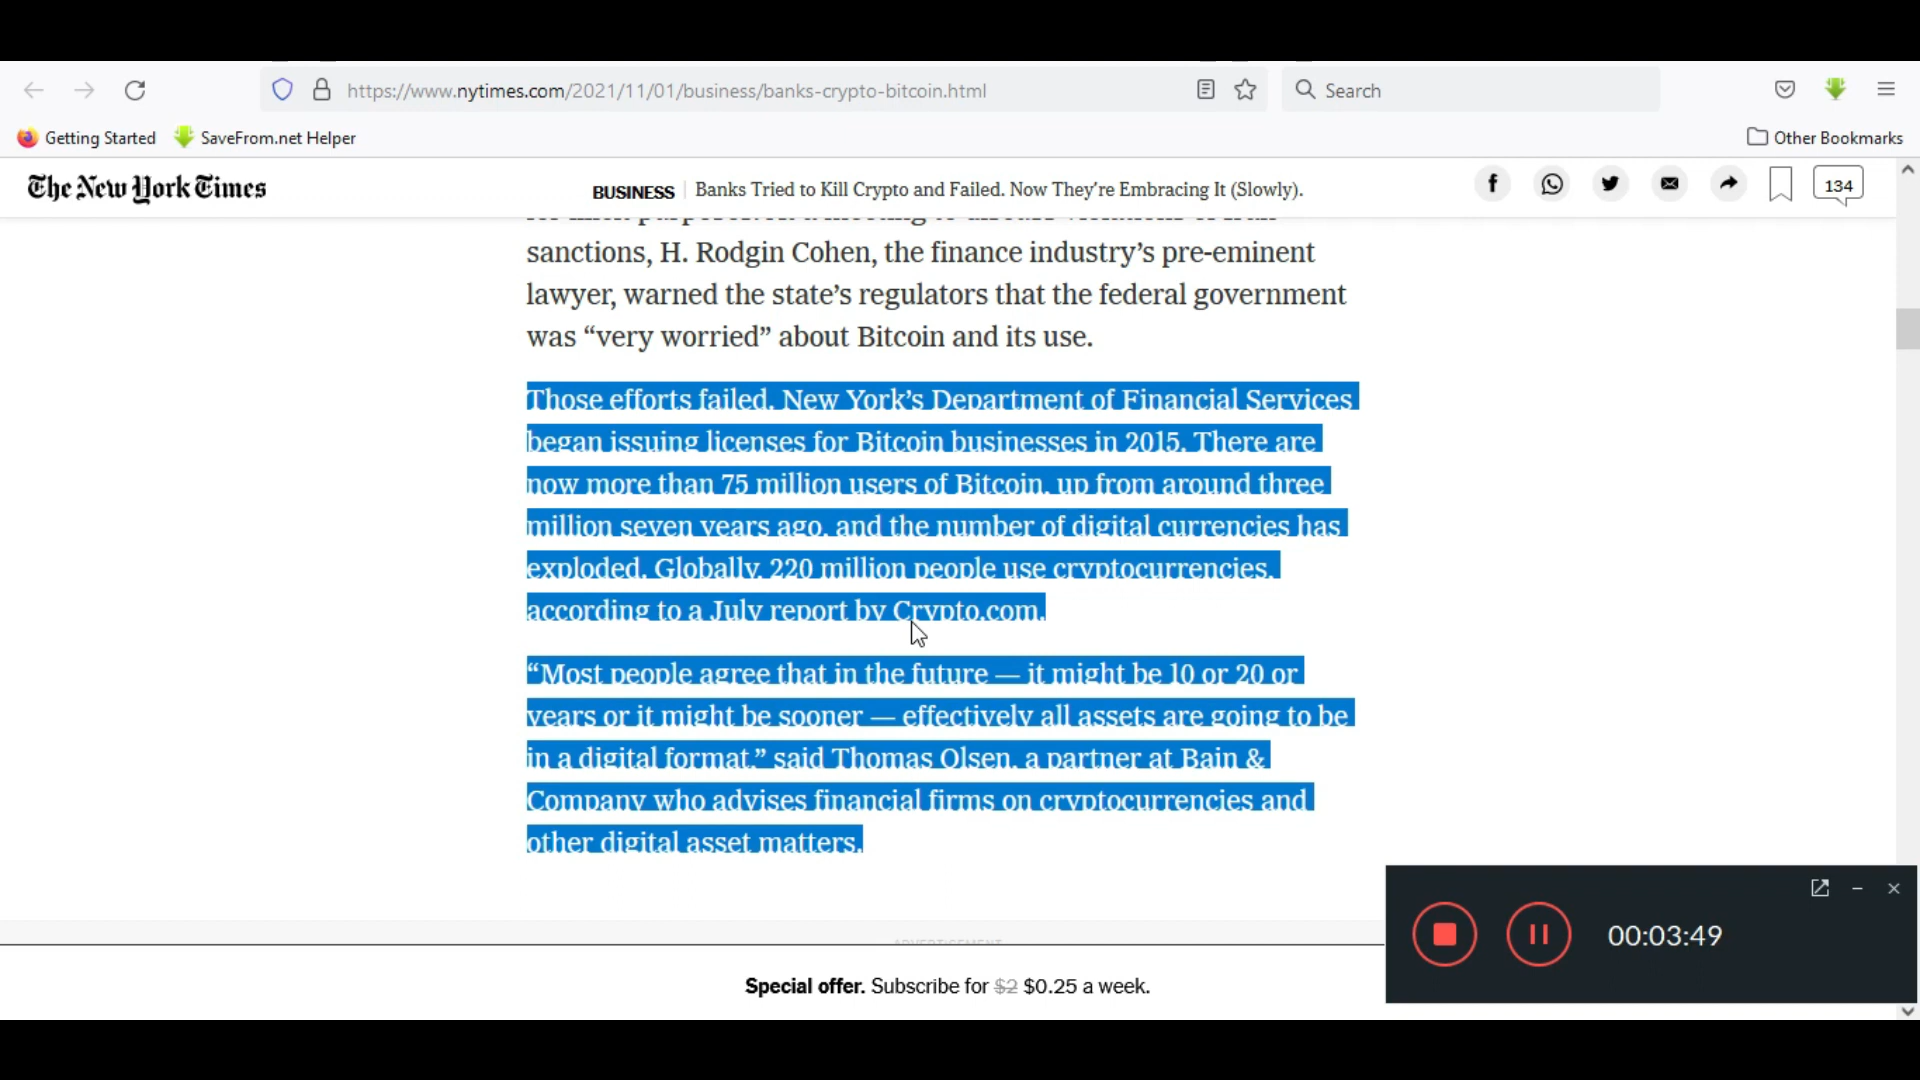 https://www.nytimes.com/2021/11/01/business/banks-crypto-bitcoin.html
Search
Getting Started
SaveFrom.net Helper
Other Bookmarks
The New York Times
BUSINESS
Banks Tried to Kill Crypto and Failed. Now They’re Embracing It (Slowly).
134
sanctions, H. Rodgin Cohen, the finance industry’s pre-eminent
lawyer, warned the state’s regulators that the federal government
was “very worried” about Bitcoin and its use.
Those efforts failed. New York’s Department of Financial Services
began issuing licenses for Bitcoin businesses in 2015. There are
now more than 75 million users of Bitcoin, up from around three
million seven years ago, and the number of digital currencies has
exploded. Globally, 220 million people use cryptocurrencies,
according to a July report by Crypto.com.
“Most people agree that in the future — it might be 10 or 20 or
years or it might be sooner — effectively all assets are going to be
in a digital format,” said Thomas Olsen, a partner at Bain &
Company who advises financial firms on cryptocurrencies and
other digital asset matters.
ADVERTISEMENT
Special offer. Subscribe for $2 $0.25 a week.
00:03:49